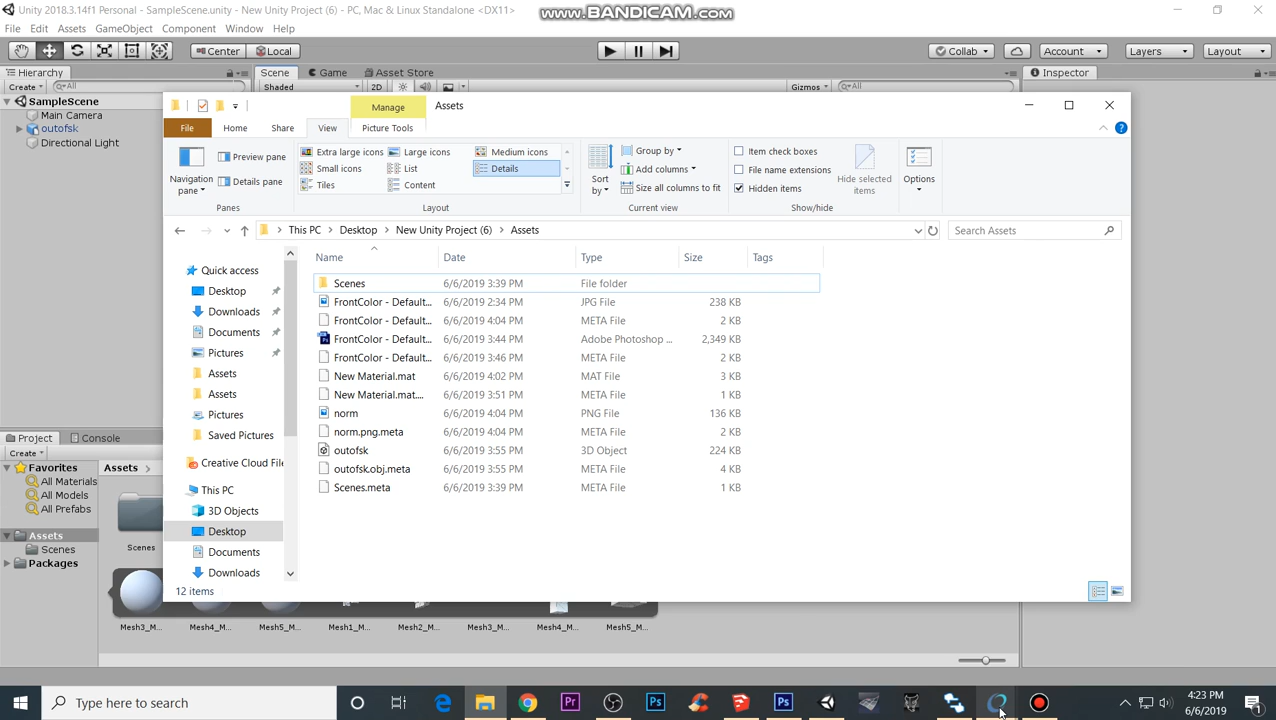 Unity 2018.3.14f1 Personal - SampleScene.unity - New Unity Project (6) - PC, Mac & Linux Standalone <DX11>
www.BANDICAM.com
File Edit Assets GameObject Component Window Help
Center Local Collab Account Layers Layout
Hierarchy Scene Game Asset Store Inspector
Create All Shaded 2D Gizmos All
SampleScene
Main Camera
outofsk
Directional Light
Manage Assets
File Home Share View Picture Tools
Navigation pane
Preview pane
Details pane
Panes
Extra large icons Large icons Medium icons
Small icons List Details
Tiles Content
Layout
Sort by
Group by
Add columns
Size all columns to fit
Current view
Item check boxes
File name extensions
Hidden items
Hide selected items
Show/hide
Options
This PC Desktop New Unity Project (6) Assets
Search Assets
Quick access
Desktop
Downloads
Documents
Pictures
Assets
Assets
Pictures
Saved Pictures
Creative Cloud File
This PC
3D Objects
Desktop
Documents
Downloads
Name Date Type Size Tags
Scenes 6/6/2019 3:39 PM File folder
FrontColor - Default... 6/6/2019 2:34 PM JPG File 238 KB
FrontColor - Default... 6/6/2019 4:04 PM META File 2 KB
FrontColor - Default... 6/6/2019 3:44 PM Adobe Photoshop ... 2,349 KB
FrontColor - Default... 6/6/2019 3:46 PM META File 2 KB
New Material.mat 6/6/2019 4:02 PM MAT File 3 KB
New Material.mat.... 6/6/2019 3:51 PM META File 1 KB
norm 6/6/2019 4:04 PM PNG File 136 KB
norm.png.meta 6/6/2019 4:04 PM META File 2 KB
outofsk 6/6/2019 3:55 PM 3D Object 224 KB
outofsk.obj.meta 6/6/2019 3:55 PM META File 4 KB
Scenes.meta 6/6/2019 3:39 PM META File 1 KB
12 items
Project Console
Create
Favorites
All Materials
All Models
All Prefabs
Assets
Scenes
Packages
Assets
Scenes
Mesh3_M... Mesh4_M... Mesh5_M... Mesh1_M... Mesh2_M... Mesh3_M... Mesh4_M... Mesh5_M...
Type here to search
Pr Ps Ps
4:23 PM
6/6/2019